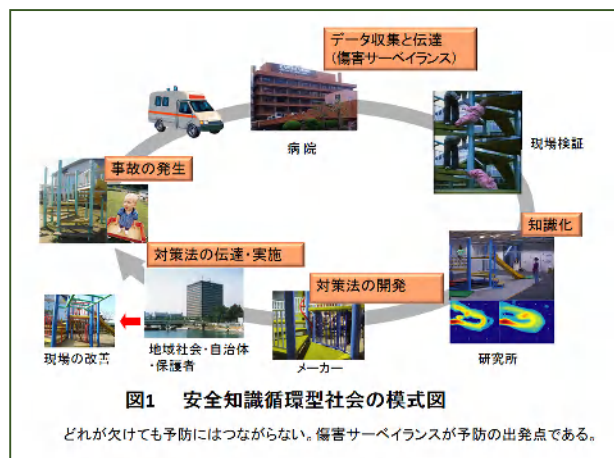 データ収集と伝達
(傷害サーベイランス)
病院
現場検証
事故の発生
知識化
対策法の伝達・実施
対策法の開発
現場の改善
地域社会・自治体
・保護者
メーカー
研究所
図1 安全知識循環型社会の模式図
どれが欠けても予防にはつながらない。傷害サーベイランスが予防の出発点である。